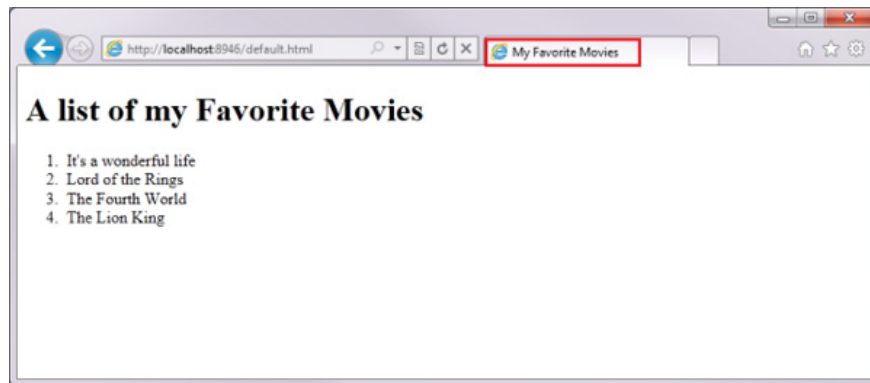 http://localhost:8946/default.html
My Favorite Movies
A list of my Favorite Movies
1. It's a wonderful life
2. Lord of the Rings
3. The Fourth World
4. The Lion King